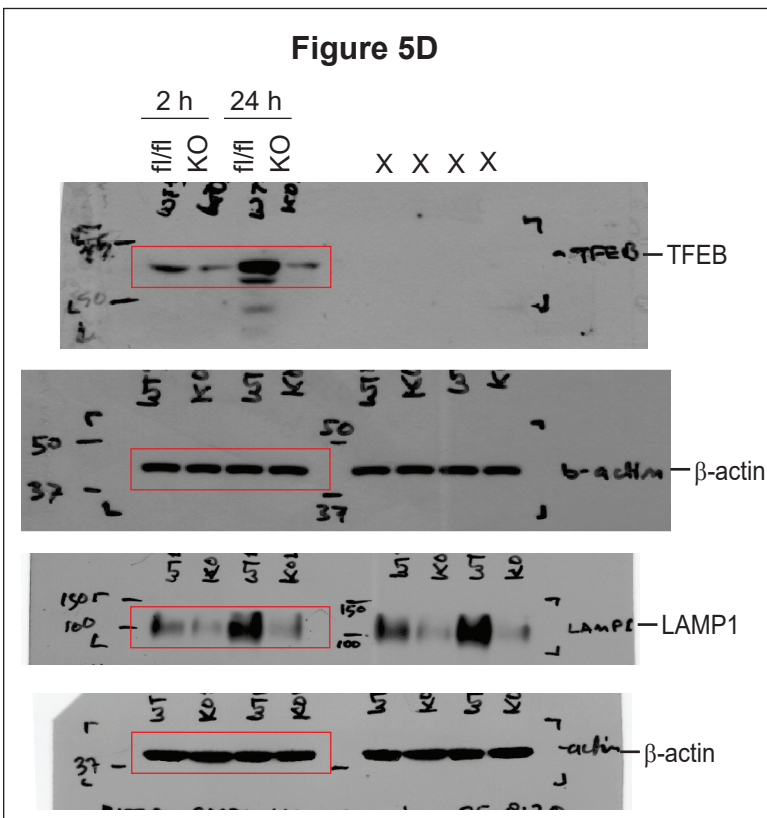 Figure 5D
2 h 24 h
fl/fl KO fl/fl KO X X X X
WT KO WT KO
TFEB TFEB
50
WT KO WT KO WT KO WT K
50 50
b-actin β-actin
37 37
WT KO WT KO WT KO WT KO
150 150
100 100 LAMP1 LAMP1
WT KO WT KO WT KO WT KO
actin β-actin
37